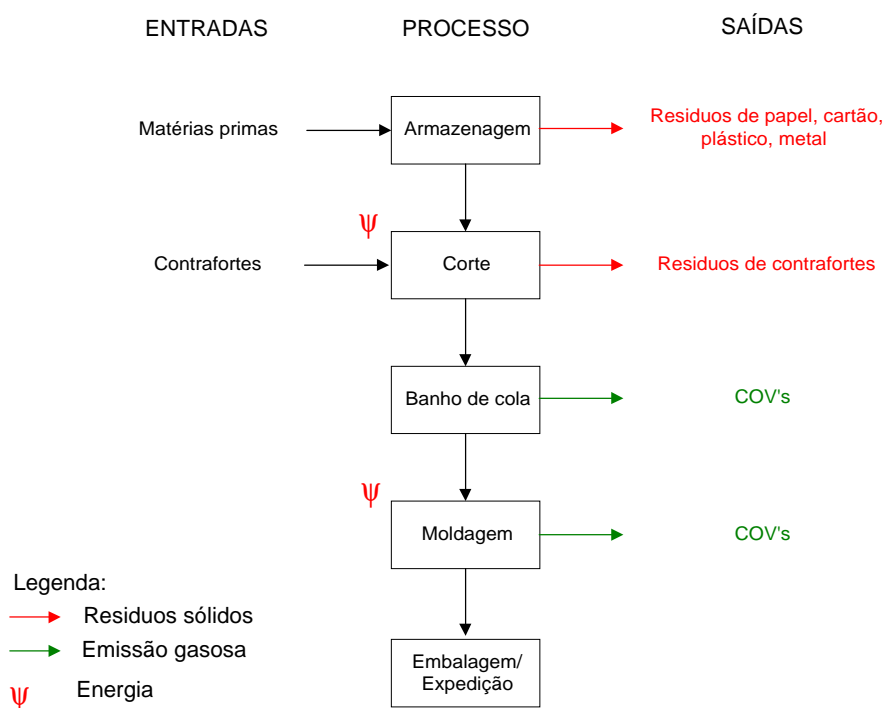 ENTRADAS PROCESSO SAÍDAS
Matérias primas Armazenagem Residuos de papel, cartão,
plástico, metal
ψ
Contrafortes Corte Residuos de contrafortes
Banho de cola COV's
ψ
Moldagem COV's
Legenda:
Residuos sólidos
Emissão gasosa
ψ Energia
Embalagem/
Expedição